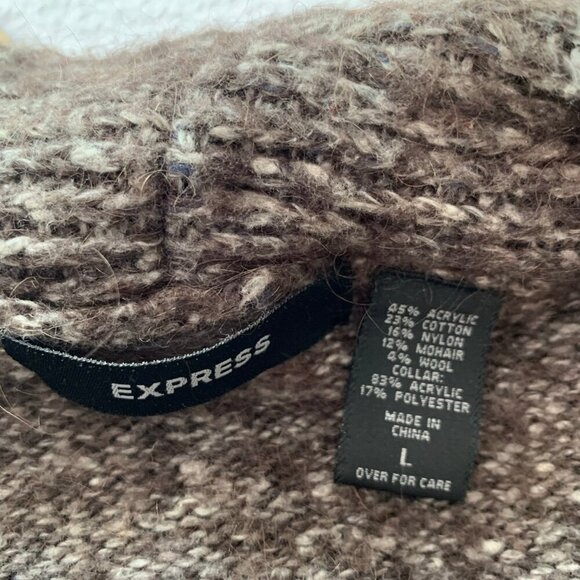 EXPRESS
45% ACRYLIC
23% COTTON
16% NYLON
12% MOHAIR
4% WOOL
COLLAR:
83% ACRYLIC
17% POLYESTER
MADE IN
CHINA
L
OVER FOR CARE